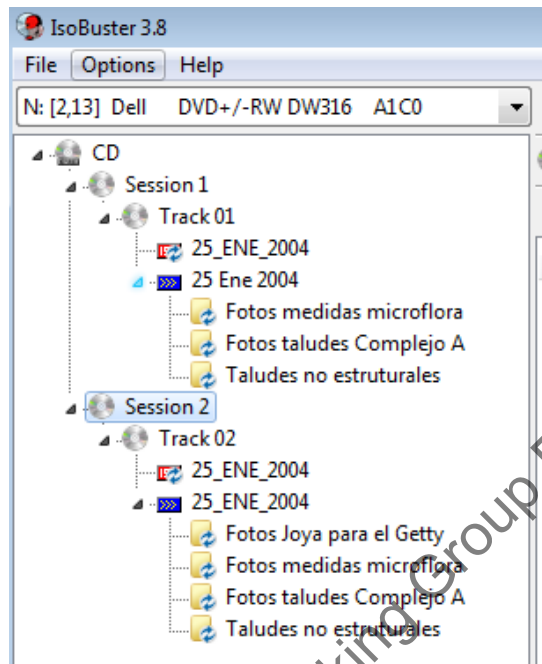 IsoBuster 3.8
File Options Help
N: [2,13] Dell DVD+/-RW DW316 A1C0
CD
Session 1
Track 01
25_ENE_2004
25 Ene 2004
Fotos medidas microflora
Fotos taludes Complejo A
Taludes no estruturales
Session 2
Track 02
25_ENE_2004
25_ENE_2004
Fotos Joya para el Getty
Fotos medidas microflora
Fotos taludes Complejo A
Taludes no estruturales
king Group